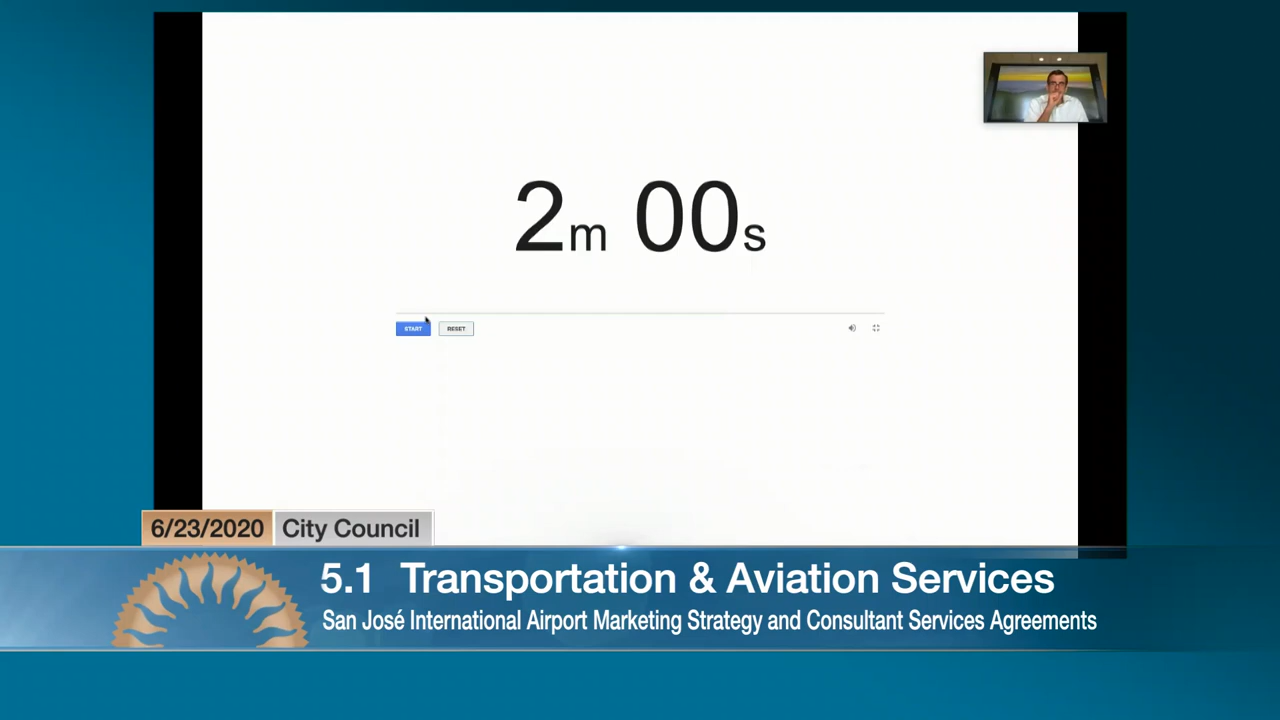 2m 00s
START RESET
6/23/2020 City Council
5.1 Transportation & Aviation Services
San José International Airport Marketing Strategy and Consultant Services Agreements